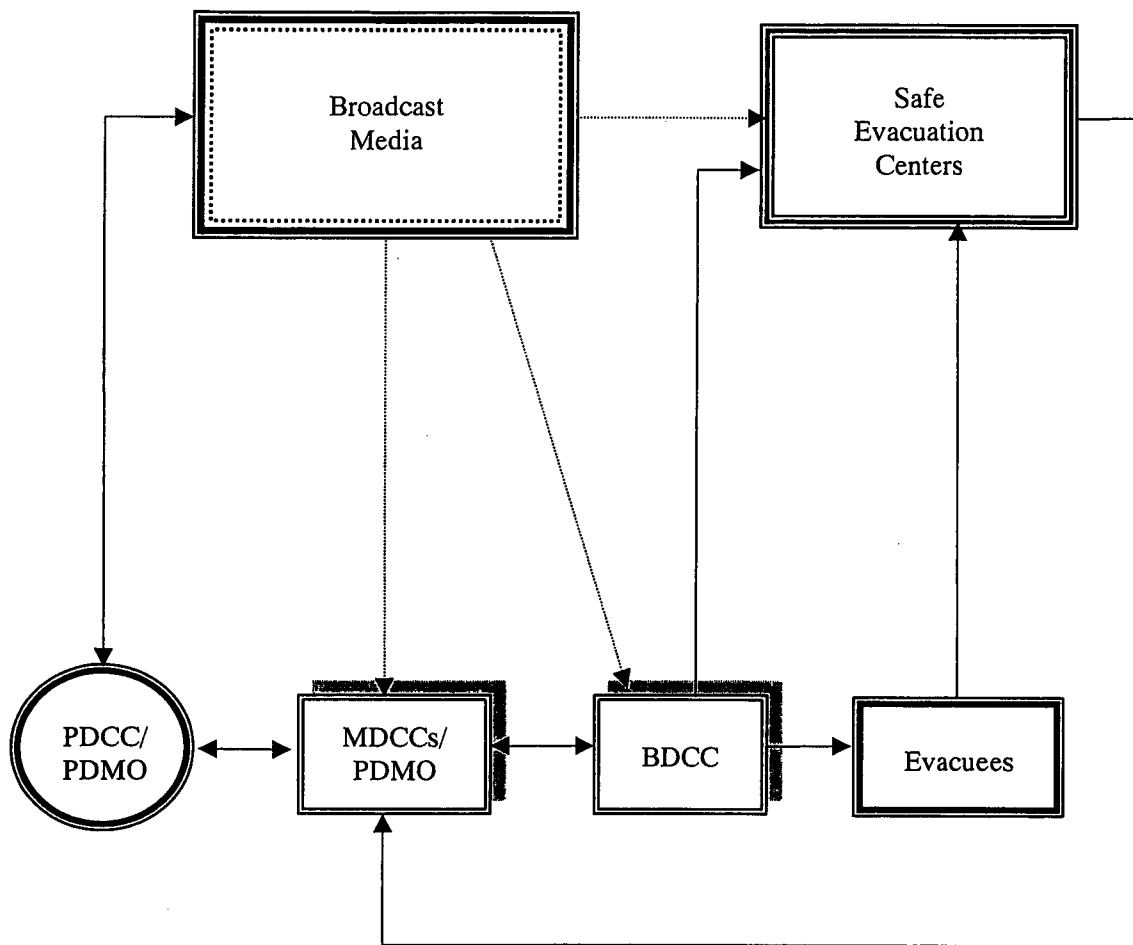 Broadcast
Media
Safe
Evacuation
Centers
PDCC/
PDMO
MDCCs/
PDMO
BDCC
Evacuees